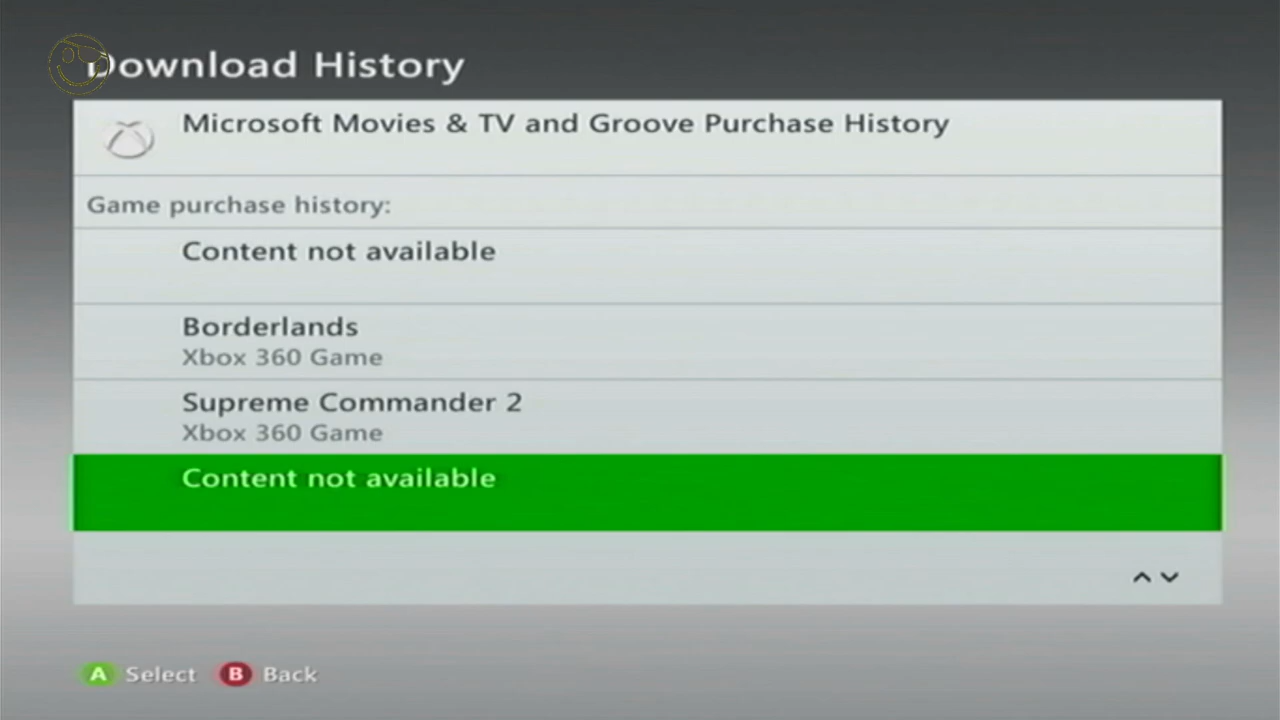 Download History
Microsoft Movies & TV and Groove Purchase History
Game purchase history:
Content not available
Borderlands
Xbox 360 Game
Supreme Commander 2
Xbox 360 Game
Content not available
A Select B Back